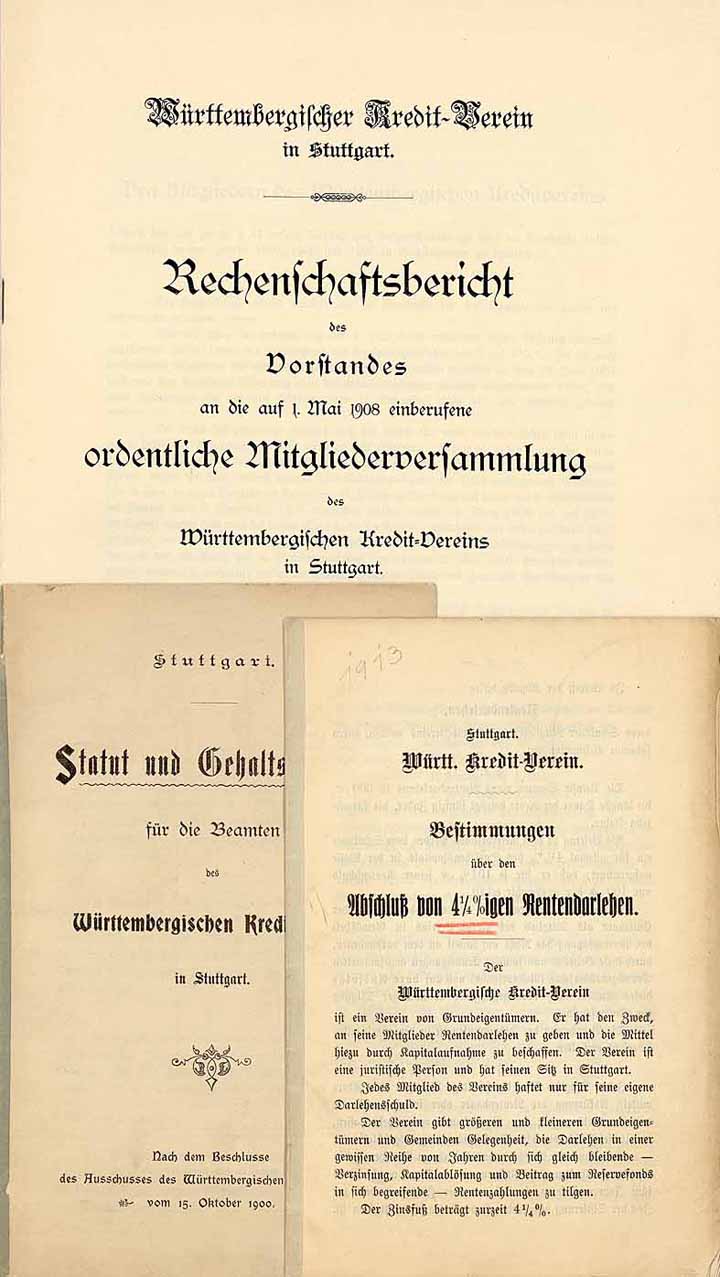 Württembergischer Kredit-Verein
in Stuttgart.
Rechenschaftsbericht
des
Vorstandes
an die auf 1. Mai 1908 einberufene
ordentliche Mitgliederversammlung
des
Württembergischen Kredit-Vereins
in Stuttgart.
Stuttgart.
Statut und Gehalts
für die Beamten
des
Württembergischen Kredi
in Stuttgart.
Nach dem Beschlusse
des Ausschusses des Württembergischen
vom 15. Oktober 1900.
1913
Stuttgart.
Württ. Kredit-Verein.
Bestimmungen
über den
Abschluß von 4¼%igen Rentendarlehen.
Der
Württembergische Kredit-Verein
ist ein Verein von Grundeigentümern. Er hat den Zweck,
an seine Mitglieder Rentendarlehen zu geben und die Mittel
hiezu durch Kapitalaufnahme zu beschaffen. Der Verein ist
eine juristische Person und hat seinen Sitz in Stuttgart.
Jedes Mitglied des Vereins haftet nur für seine eigene
Darlehensschuld.
Der Verein gibt größeren und kleineren Grundeigen-
tümern und Gemeinden Gelegenheit, die Darlehen in einer
gewissen Reihe von Jahren durch sich gleich bleibende —
Verzinsung, Kapitalablösung und Beitrag zum Reservefonds
in sich begreifende — Rentenzahlungen zu tilgen.
Der Zinsfuß beträgt zurzeit 4¼%.